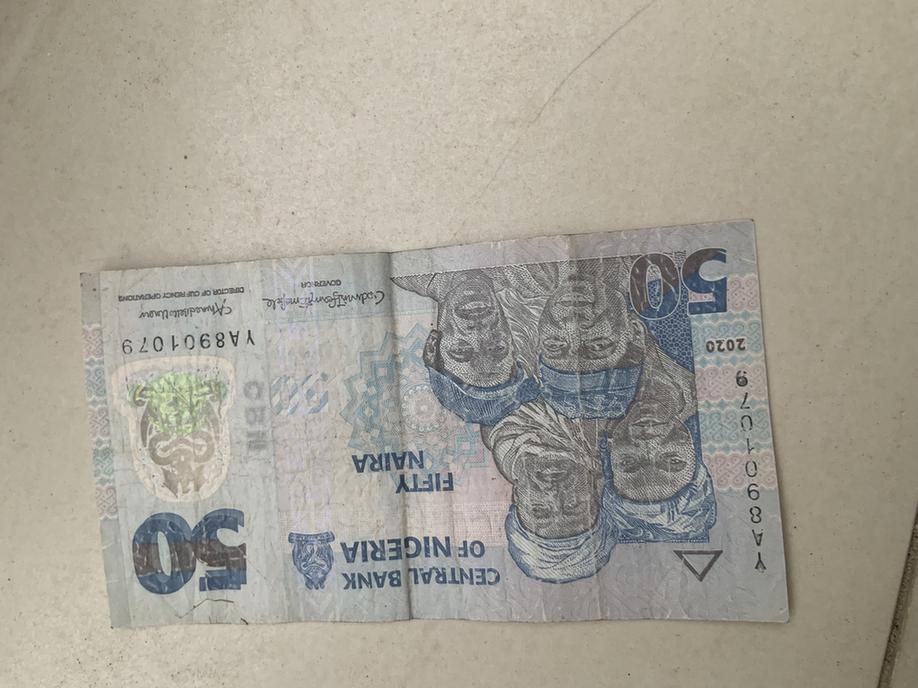 CENTRAL BANK
OF NIGERIA
50
FIFTY
NAIRA
CBN
YA8901079
2020
50
YA8901079
GOVERNOR
DIRECTOR OF CURRENCY OPERATIONS